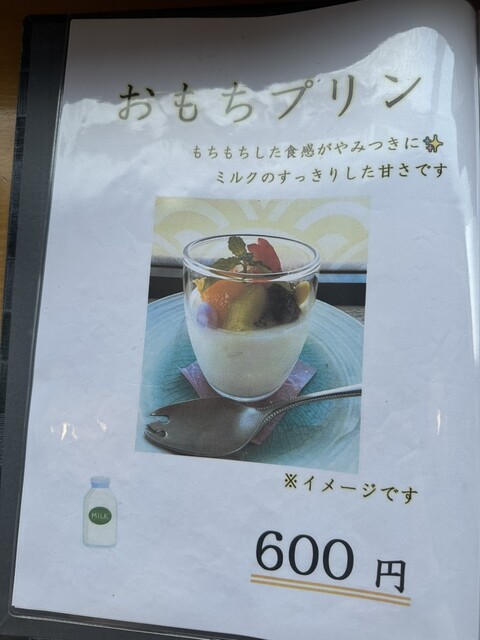 おもちプリン
もちもちした食感がやみつきに✨
ミルクのすっきりした甘さです
※イメージです
MILK
600 円